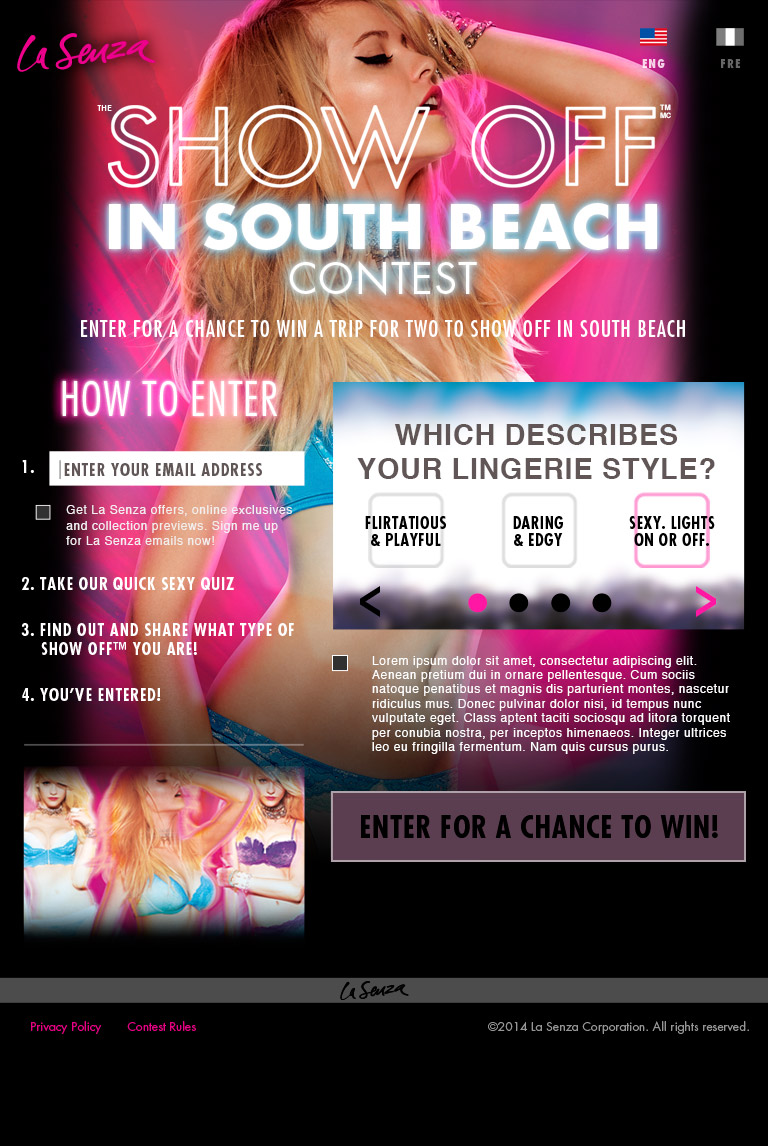 La Senza
ENG
FRE
THE SHOW OFF TM MC
IN SOUTH BEACH
CONTEST
ENTER FOR A CHANCE TO WIN A TRIP FOR TWO TO SHOW OFF IN SOUTH BEACH
HOW TO ENTER
1. ENTER YOUR EMAIL ADDRESS
Get La Senza offers, online exclusives
and collection previews. Sign me up
for La Senza emails now!
2. TAKE OUR QUICK SEXY QUIZ
3. FIND OUT AND SHARE WHAT TYPE OF
SHOW OFF™ YOU ARE!
4. YOU'VE ENTERED!
WHICH DESCRIBES
YOUR LINGERIE STYLE?
FLIRTATIOUS
& PLAYFUL
DARING
& EDGY
SEXY. LIGHTS
ON OR OFF.
< >
Lorem ipsum dolor sit amet, consectetur adipiscing elit.
Aenean pretium dui in ornare pellentesque. Cum sociis
natoque penatibus et magnis dis parturient montes, nascetur
ridiculus mus. Donec pulvinar dolor nisi, id tempus nunc
vulputate eget. Class aptent taciti sociosqu ad litora torquent
per conubia nostra, per inceptos himenaeos. Integer ultrices
leo eu fringilla fermentum. Nam quis cursus purus.
ENTER FOR A CHANCE TO WIN!
La Senza
Privacy Policy
Contest Rules
©2014 La Senza Corporation. All rights reserved.